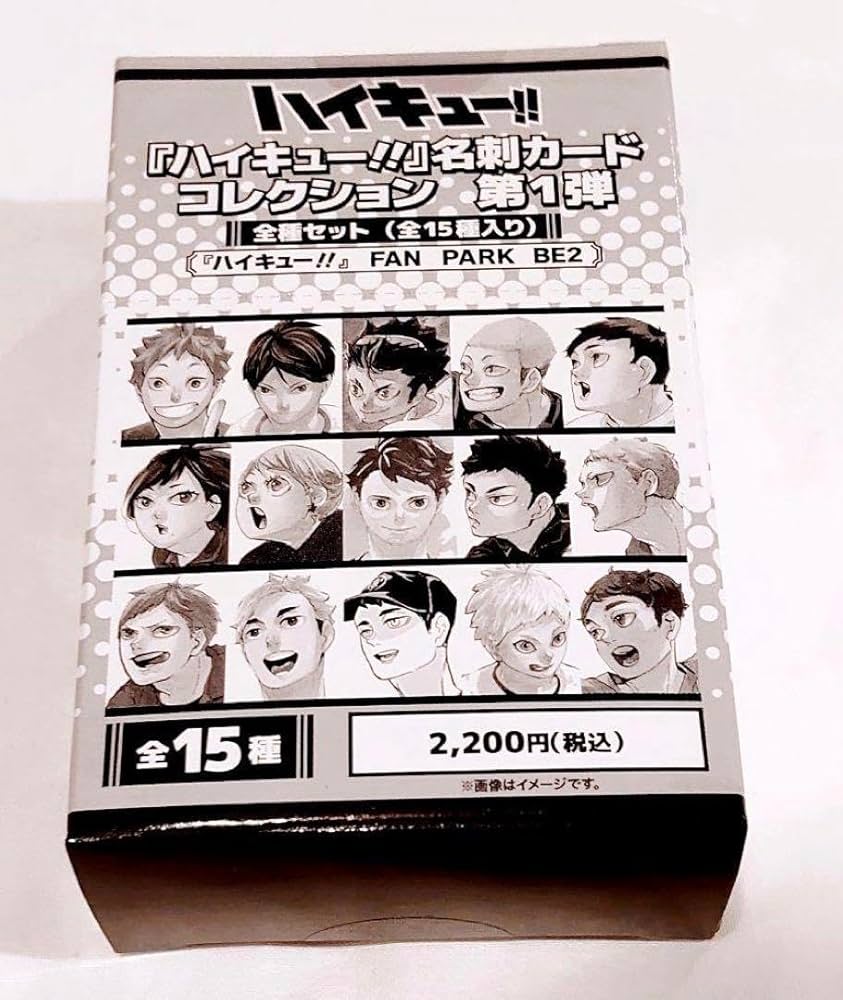 ハイキュー!!
『ハイキュー!!』名刺カード
コレクション 第1弾
全種セット（全15種入り）
『ハイキュー!!』 FAN PARK BE2
全15種
2,200円(税込)
※画像はイメージです。